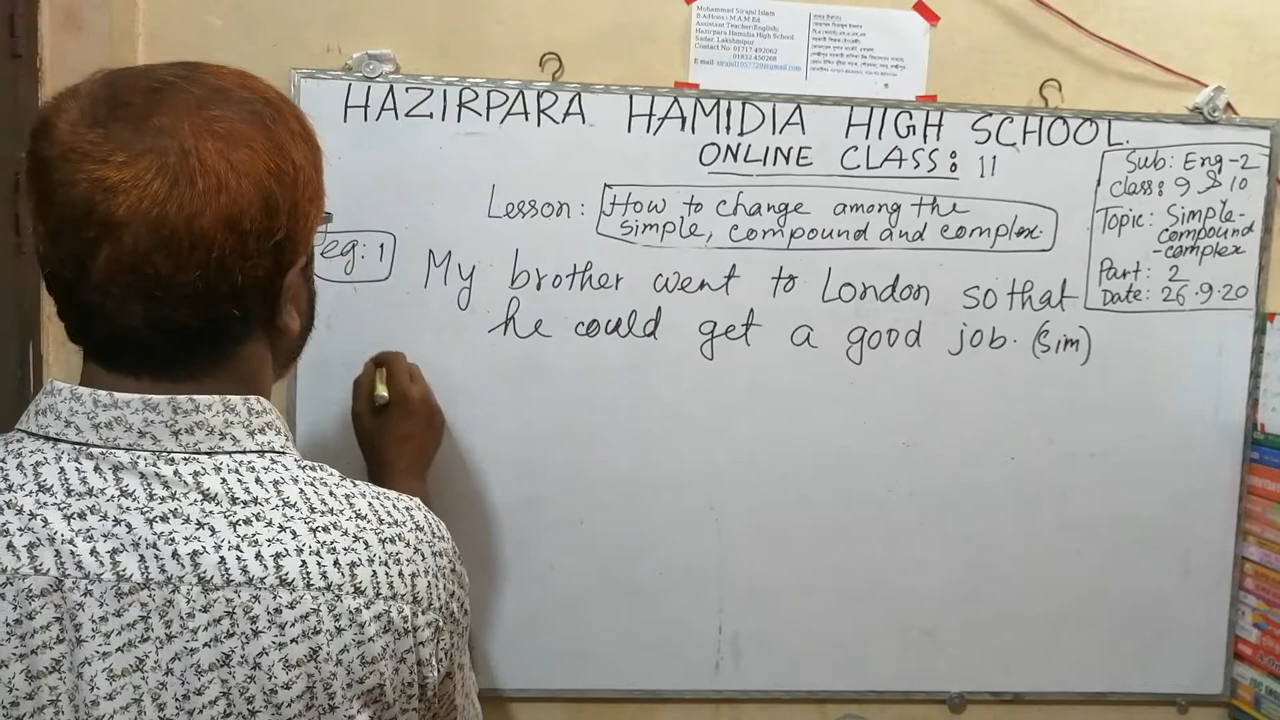 Mohammad Sirajul Islam
B.A(Hons.) M.A M.Ed.
Assistant Teacher(English)
Hazirpara Hamidia High School
Sadar, Lakshmipur
Contact No: 01717-492062
01832-450268
E mail: sirajul1957729@gmail.com
HAZIRPARA HAMIDIA HIGH SCHOOL.
ONLINE CLASS: 11
Sub: Eng-2
Class: 9 & 10
Topic: Simple-
compound
-complex
Part: 2
Date: 26.9.20
Lesson: How to change among the
simple, compound and complex.
eg: 1
My brother went to London so that
he could get a good job. (Sim)